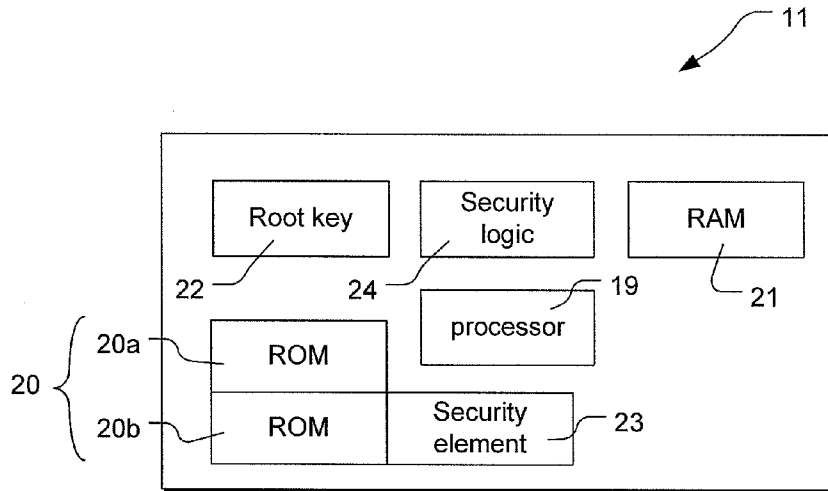 11
Root key
Security
logic
RAM
22
24
19
21
processor
20
20a
ROM
20b
ROM
Security
element
23